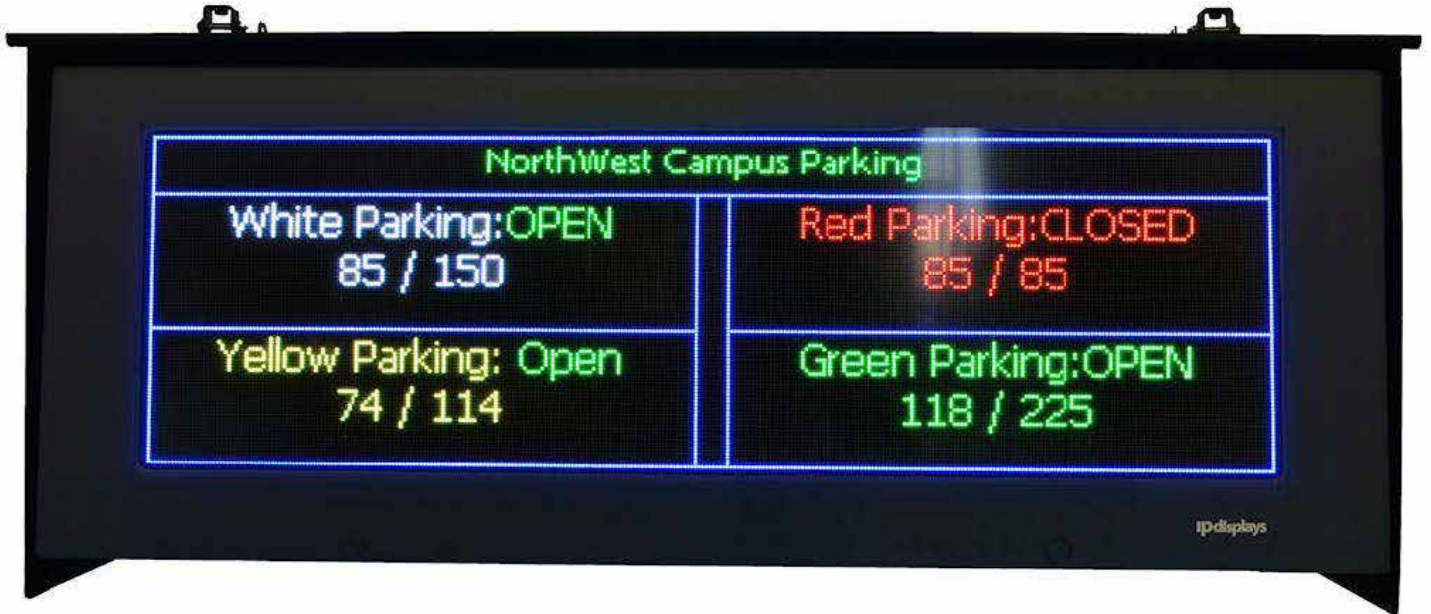 NorthWest Campus Parking
White Parking:OPEN
85 / 150
Red Parking:CLOSED
85 / 85
Yellow Parking: Open
74 / 114
Green Parking:OPEN
118 / 225
IPdisplays